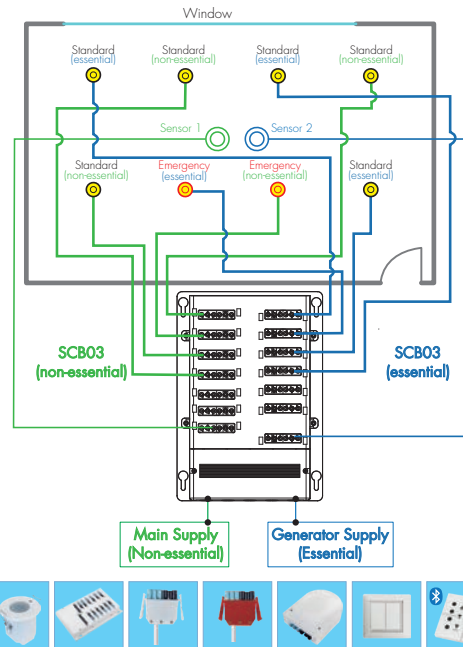 Window
Standard
(essential)
Standard
(non-essential)
Standard
(essential)
Standard
(non-essential)
Sensor 1
Sensor 2
Standard
(non-essential)
Emergency
(essential)
Emergency
(non-essential)
Standard
(essential)
SCB03
(non-essential)
SCB03
(essential)
Main Supply
(Non-essential)
Generator Supply
(Essential)